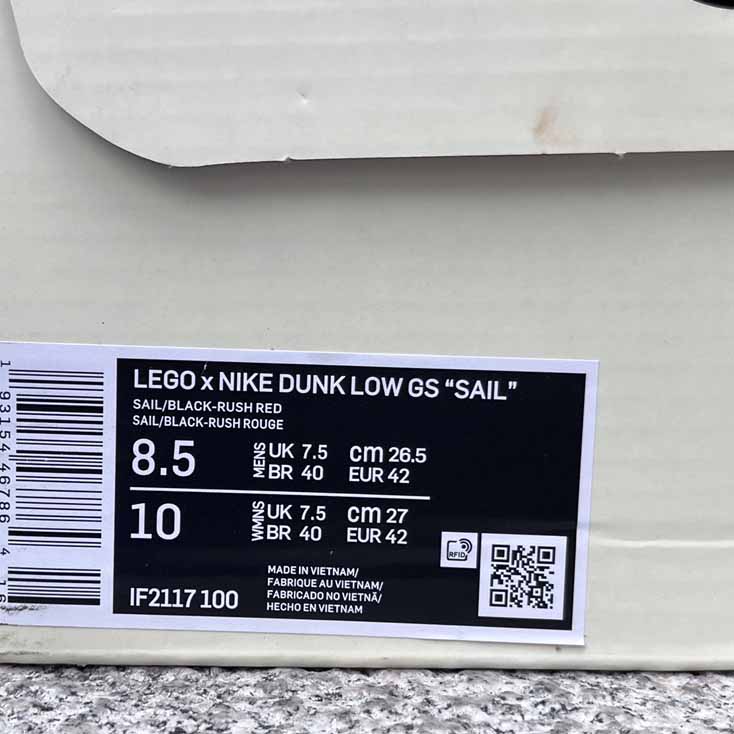 LEGO x NIKE DUNK LOW GS “SAIL”
SAIL/BLACK-RUSH RED
SAIL/BLACK-RUSH ROUGE
8.5
MENS
UK 7.5 cm 26.5
BR 40 EUR 42
10
WMNS
UK 7.5 cm 27
BR 40 EUR 42
RFID
MADE IN VIETNAM/
FABRIQUE AU VIETNAM/
FABRICADO NO VIETNÃ/
HECHO EN VIETNAM
IF2117 100